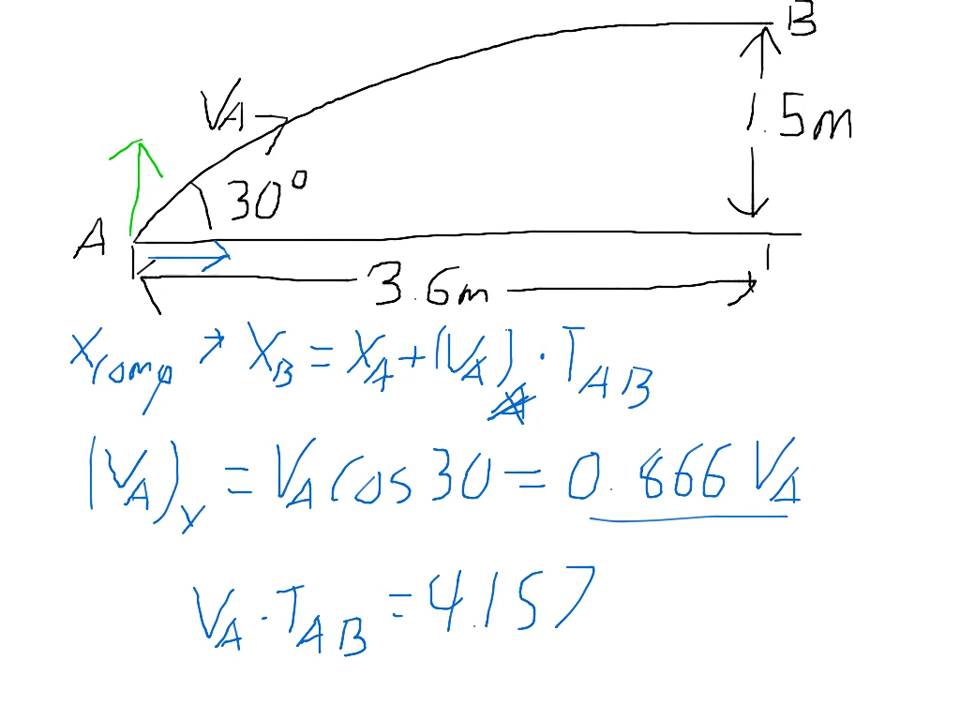 B
VA
1.5m
30°
A
3.6m
Xcomp → XB = XA + (VA) · TAB
(VA)x = VA Cos 30 = 0.866 VA
VA · TAB = 4.157